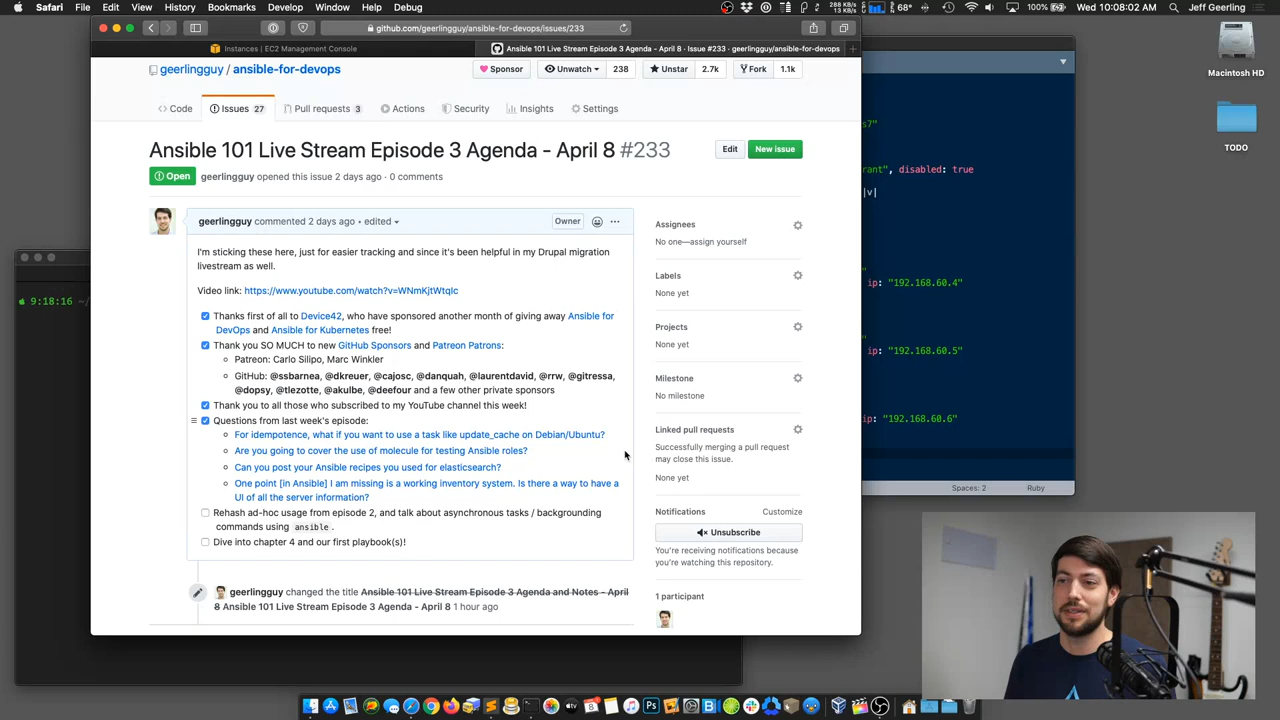 Safari File Edit View History Bookmarks Develop Window Help Debug
288 KB/s
13 KB/s
68° 100% Wed Apr 8 10:08:02 AM Jeff Geerling
github.com/geerlingguy/ansible-for-devops/issues/233
Instances | EC2 Management Console
Ansible 101 Live Stream Episode 3 Agenda - April 8 · Issue #233 · geerlingguy/ansible-for-devops
geerlingguy / ansible-for-devops
Sponsor Unwatch 238 Unstar 2.7k Fork 1.1k
Code Issues 27 Pull requests 3 Actions Security Insights Settings
Ansible 101 Live Stream Episode 3 Agenda - April 8 #233
Edit New issue
Open geerlingguy opened this issue 2 days ago · 0 comments
geerlingguy commented 2 days ago • edited Owner
I'm sticking these here, just for easier tracking and since it's been helpful in my Drupal migration
livestream as well.
Video link: https://www.youtube.com/watch?v=WNmKjtWtqIc
Thanks first of all to Device42, who have sponsored another month of giving away Ansible for
DevOps and Ansible for Kubernetes free!
Thank you SO MUCH to new GitHub Sponsors and Patreon Patrons:
Patreon: Carlo Silipo, Marc Winkler
GitHub: @ssbarnea, @dkreuer, @cajosc, @danquah, @laurentdavid, @rrw, @gitressa,
@dopsy, @tlezotte, @akulbe, @deefour and a few other private sponsors
Thank you to all those who subscribed to my YouTube channel this week!
Questions from last week's episode:
For idempotence, what if you want to use a task like update_cache on Debian/Ubuntu?
Are you going to cover the use of molecule for testing Ansible roles?
Can you post your Ansible recipes you used for elasticsearch?
One point [in Ansible] I am missing is a working inventory system. Is there a way to have a
UI of all the server information?
Rehash ad-hoc usage from episode 2, and talk about asynchronous tasks / backgrounding
commands using ansible.
Dive into chapter 4 and our first playbook(s)!
geerlingguy changed the title Ansible 101 Live Stream Episode 3 Agenda and Notes - April
8 Ansible 101 Live Stream Episode 3 Agenda - April 8 1 hour ago
Assignees
No one—assign yourself
Labels
None yet
Projects
None yet
Milestone
No milestone
Linked pull requests
Successfully merging a pull request
may close this issue.
None yet
Notifications Customize
Unsubscribe
You're receiving notifications because
you're watching this repository.
1 participant
9:18:16 ~/
s7"
rant", disabled: true
|v|
ip: "192.168.60.4"
ip: "192.168.60.5"
ip: "192.168.60.6"
Spaces: 2 Ruby
Macintosh HD
TODO